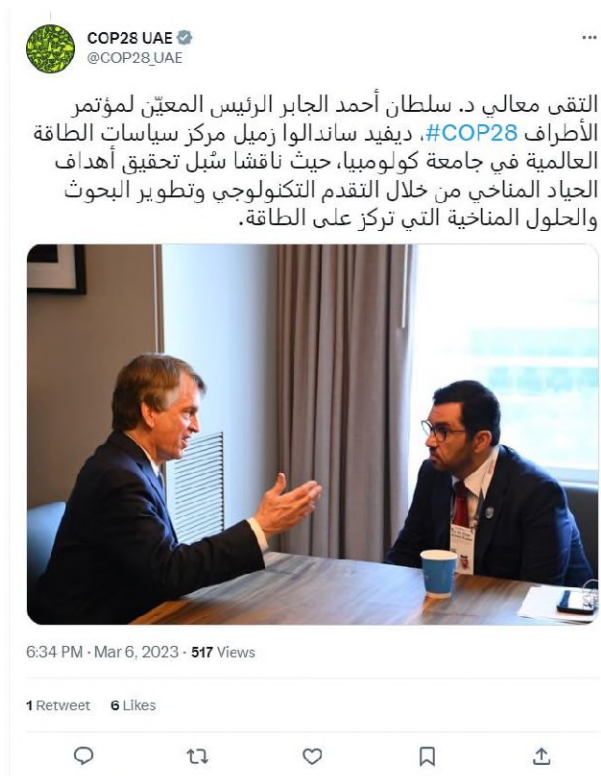 COP28 UAE
@COP28_UAE
التقى معالي د. سلطان أحمد الجابر الرئيس المعيّن لمؤتمر
الأطراف COP28#، ديفيد ساندالوا زميل مركز سياسات الطاقة
العالمية في جامعة كولومبيا، حيث ناقشا سُبل تحقيق أهداف
الحياد المناخي من خلال التقدم التكنولوجي وتطوير البحوث
والحلول المناخية التي تركز على الطاقة.
6:34 PM · Mar 6, 2023 · 517 Views
1 Retweet 6 Likes